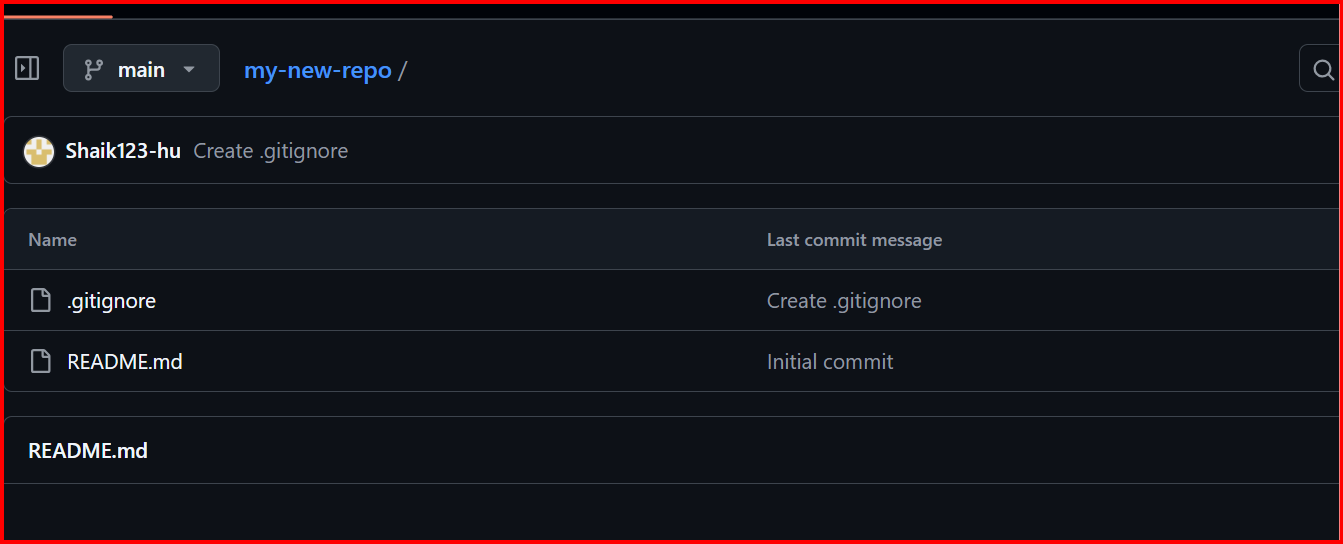 main my-new-repo /
Shaik123-hu Create .gitignore
Name Last commit message
.gitignore Create .gitignore
README.md Initial commit
README.md